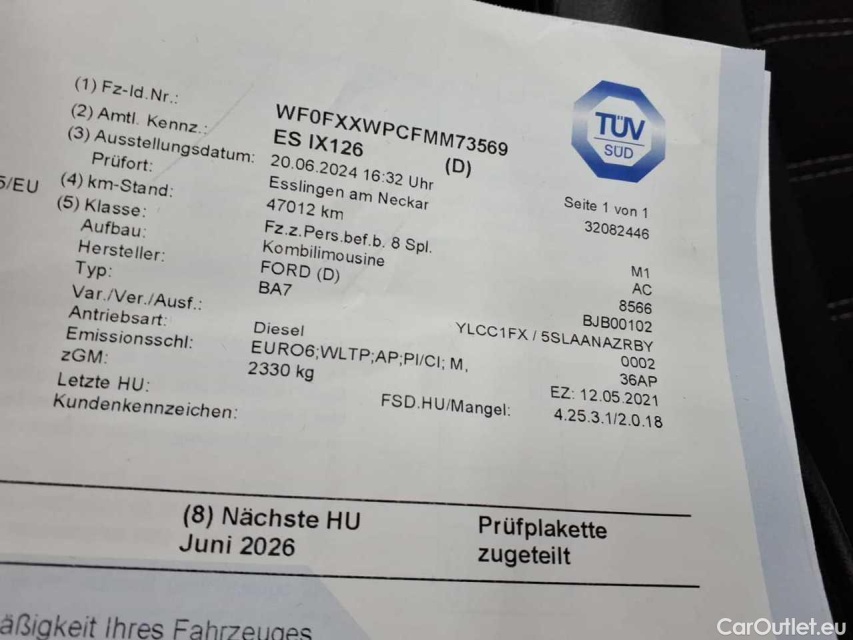 (1) Fz-Id.Nr.: WF0FXXWPCFMM73569
(2) Amtl. Kennz.: ES IX126 (D)
(3) Ausstellungsdatum: 20.06.2024 16:32 Uhr
Prüfort: Esslingen am Neckar
5/EU
(4) km-Stand: 47012 km
(5) Klasse: Fz.z.Pers.bef.b. 8 Spl. M1
Aufbau: Kombilimousine AC
Hersteller: FORD (D) 8566
Typ: BA7 BJB00102
Var./Ver./Ausf.: YLCC1FX / 5SLAANAZRBY
Antriebsart: Diesel 0002
Emissionsschl: EURO6;WLTP;AP;PI/CI; M, 36AP
zGM: 2330 kg EZ: 12.05.2021
Letzte HU: FSD.HU/Mangel: 4.25.3.1/2.0.18
Kundenkennzeichen:
TÜV
SÜD
Seite 1 von 1
32082446
(8) Nächste HU Prüfplakette
Juni 2026 zugeteilt
äßigkeit Ihres Fahrzeuges
CarOutlet.eu